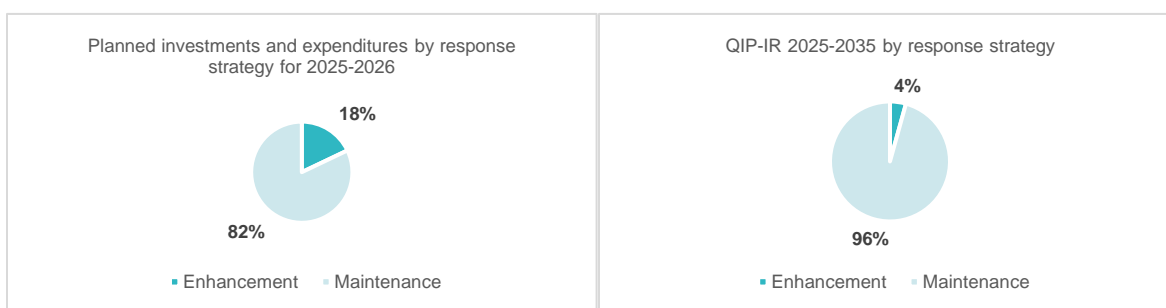 Planned investments and expenditures by response
strategy for 2025-2026
18%
82%
Enhancement Maintenance
QIP-IR 2025-2035 by response strategy
4%
96%
Enhancement Maintenance